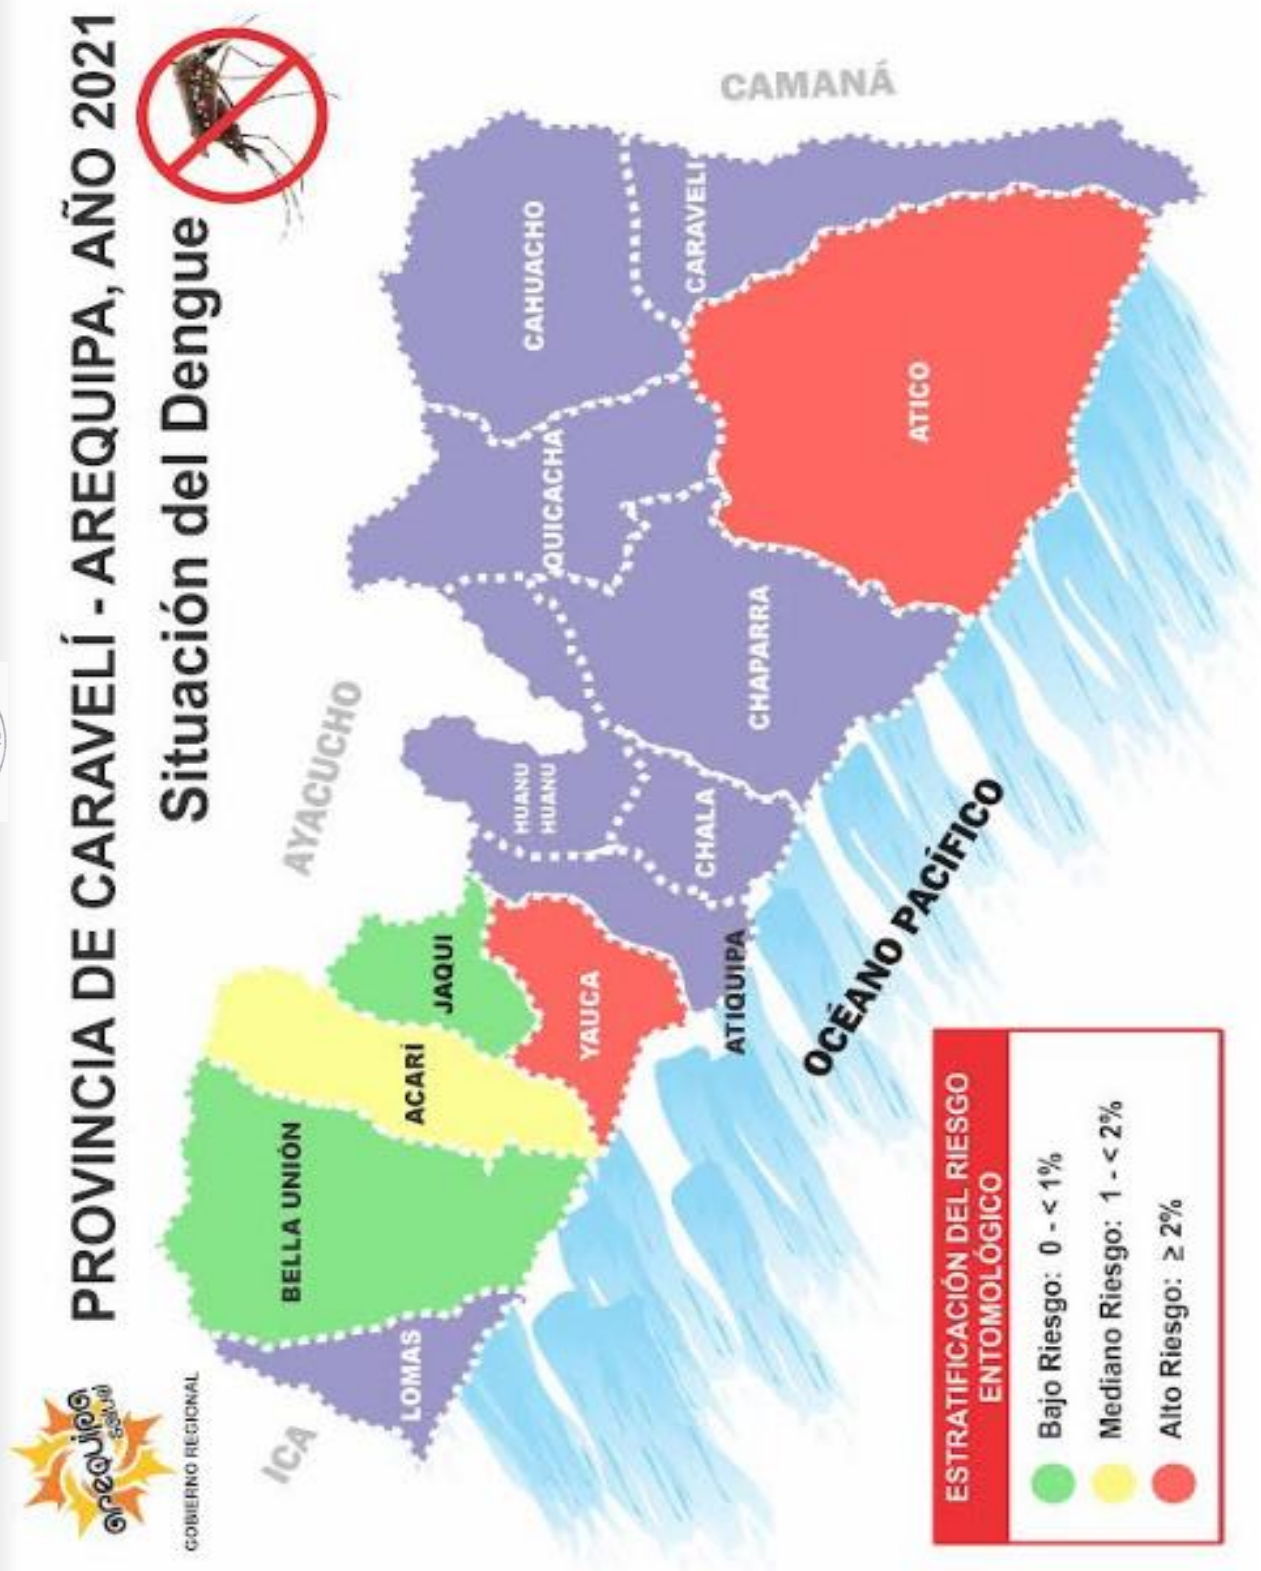 PROVINCIA DE CARAVELÍ - AREQUIPA, AÑO 2021
Situación del Dengue
arequipa
salud
GOBIERNO REGIONAL
ICA
AYACUCHO
CAMANÁ
LOMAS
BELLA UNIÓN
ACARÍ
JAQUI
YAUCA
ATIQUIPA
HUANU
HUANU
CHALA
CHAPARRA
QUICACHA
CAHUACHO
CARAVELI
ATICO
OCÉANO PACÍFICO
ESTRATIFICACIÓN DEL RIESGO
ENTOMOLÓGICO
Bajo Riesgo: 0 - < 1%
Mediano Riesgo: 1 - < 2%
Alto Riesgo: ≥ 2%